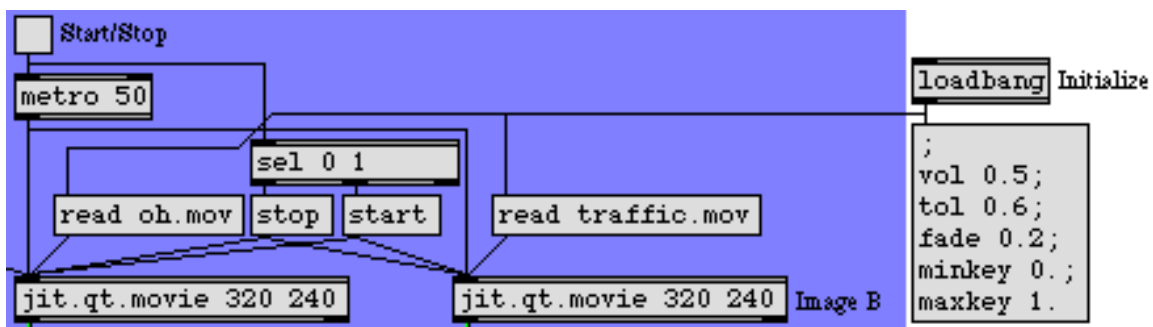 Start/Stop
metro 50
loadbang Initialize
sel 0 1
;
vol 0.5;
tol 0.6;
fade 0.2;
minkey 0.;
maxkey 1.
read oh.mov stop start read traffic.mov
jit.qt.movie 320 240 jit.qt.movie 320 240 Image B